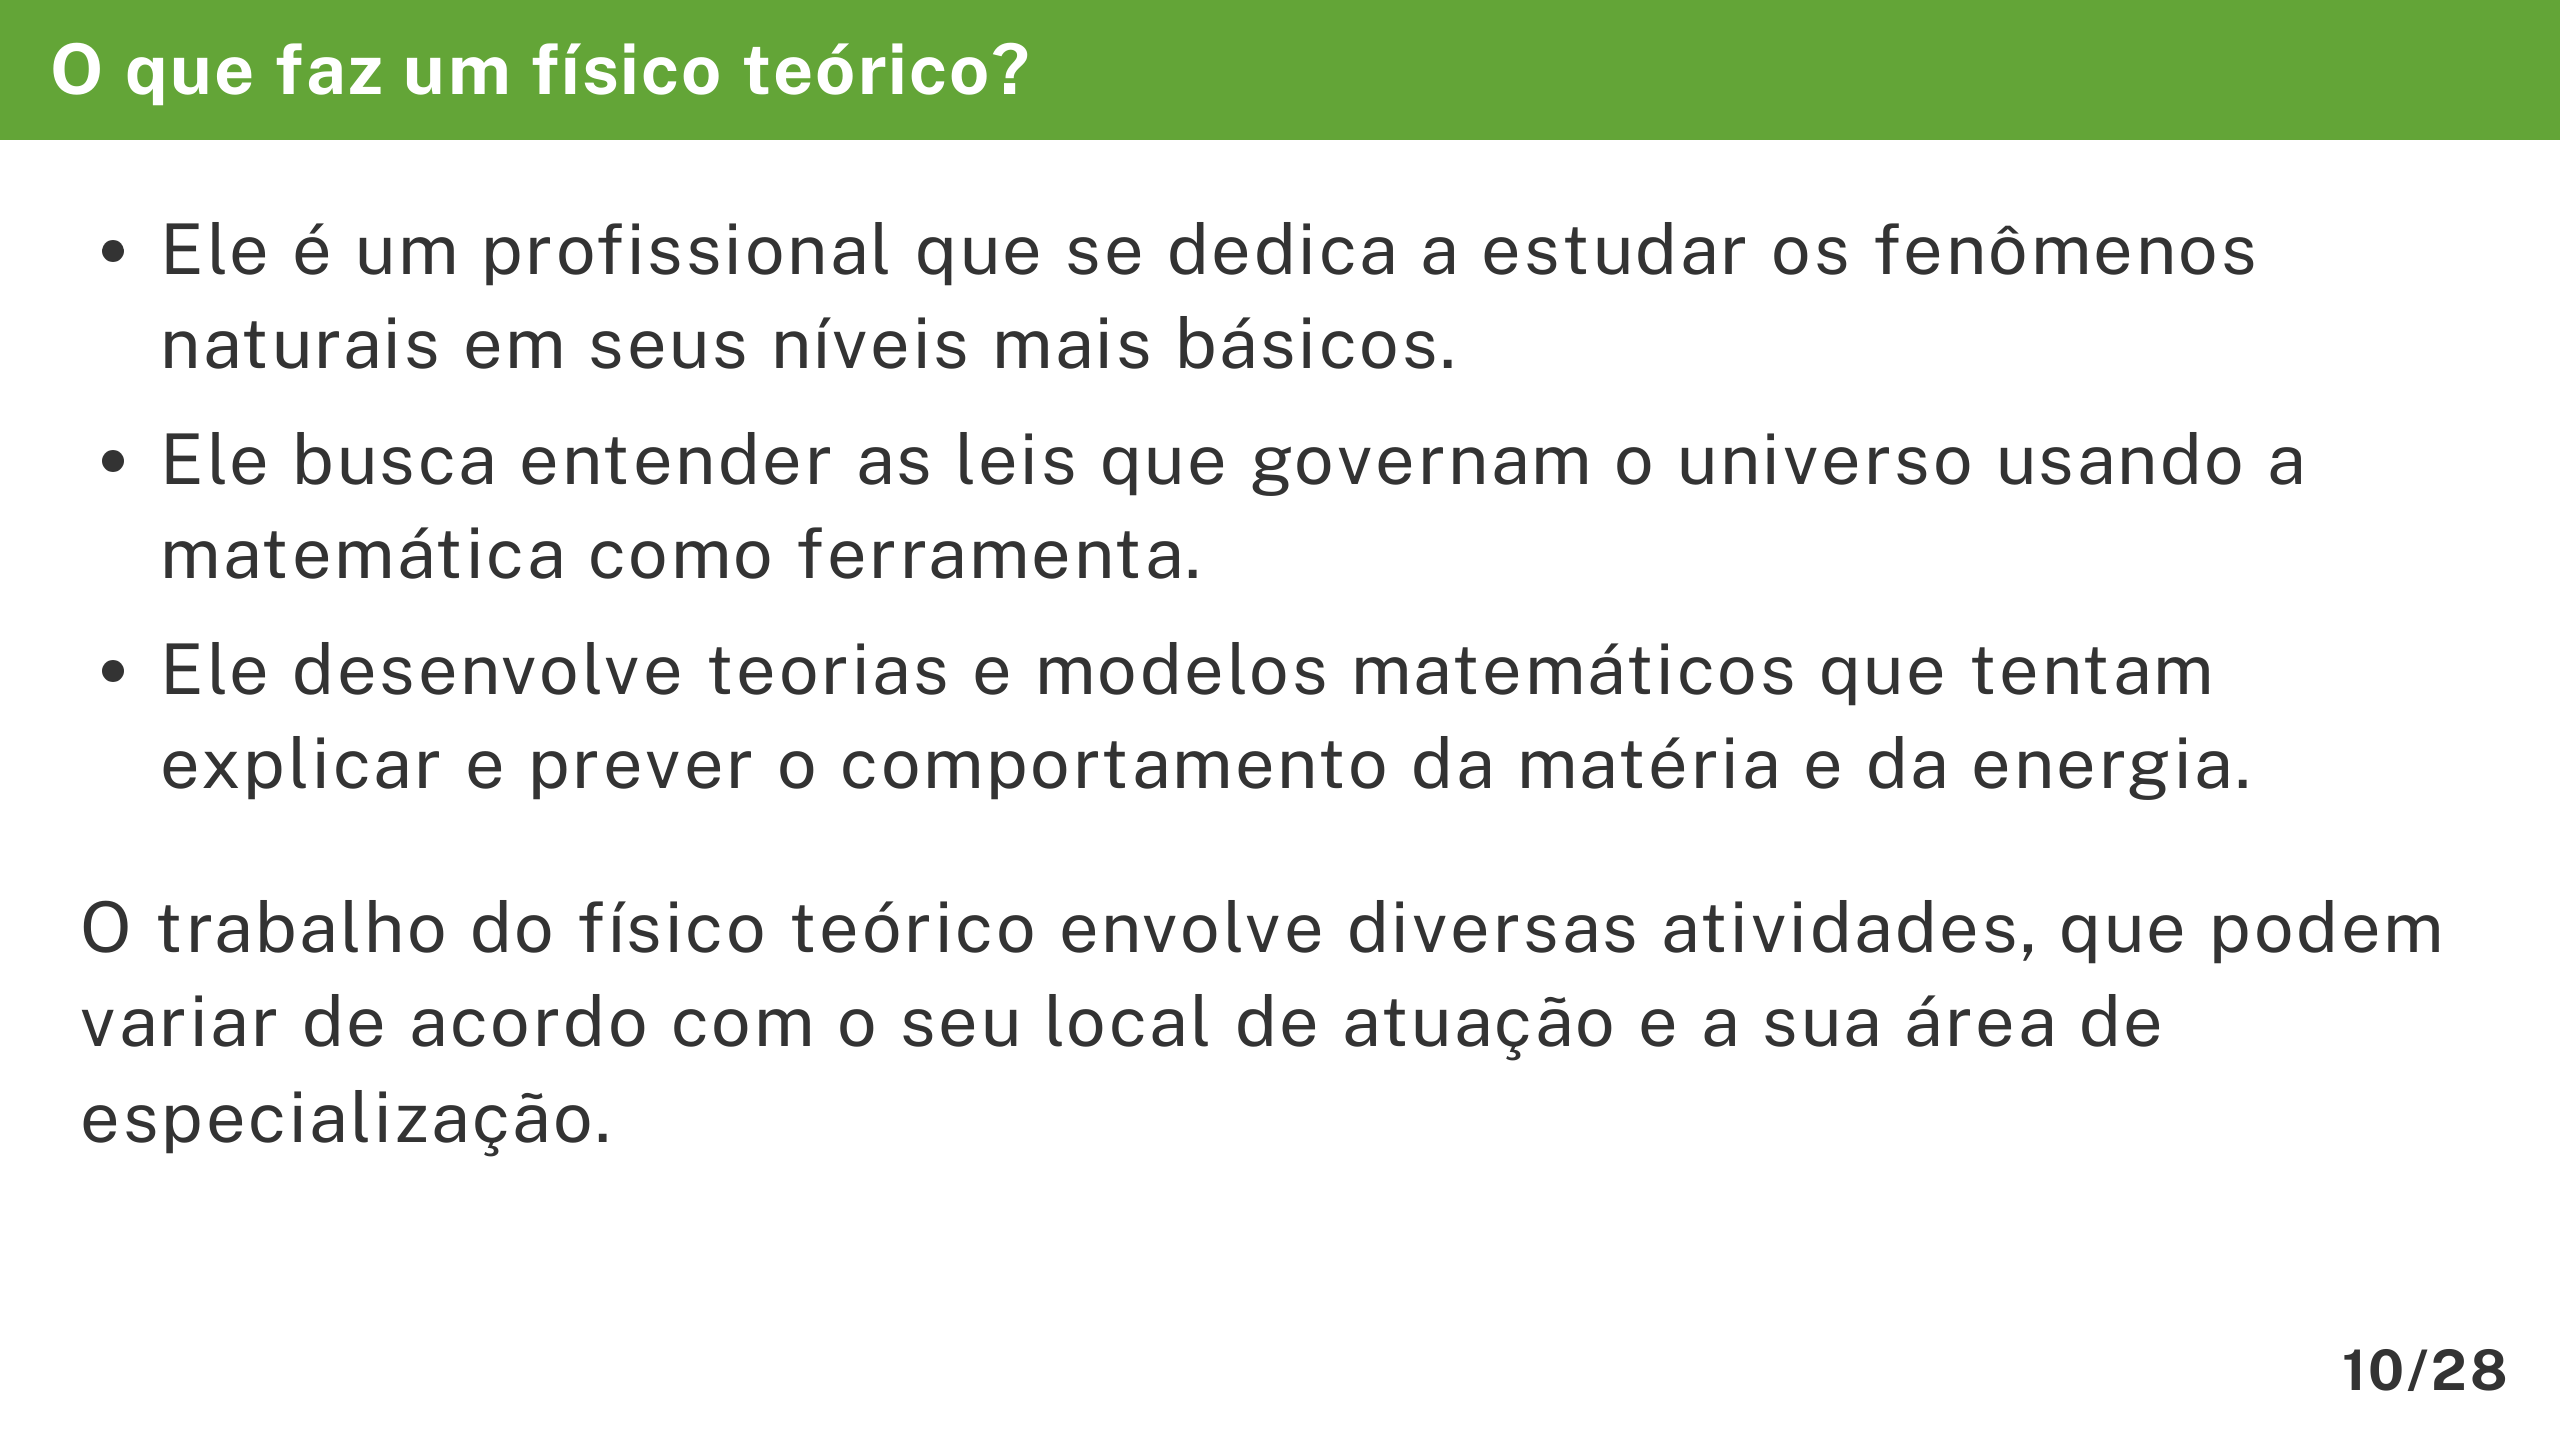 O que faz um físico teórico?
• Ele é um profissional que se dedica a estudar os fenômenos
naturais em seus níveis mais básicos.
• Ele busca entender as leis que governam o universo usando a
matemática como ferramenta.
• Ele desenvolve teorias e modelos matemáticos que tentam
explicar e prever o comportamento da matéria e da energia.
O trabalho do físico teórico envolve diversas atividades, que podem
variar de acordo com o seu local de atuação e a sua área de
especialização.
10/28